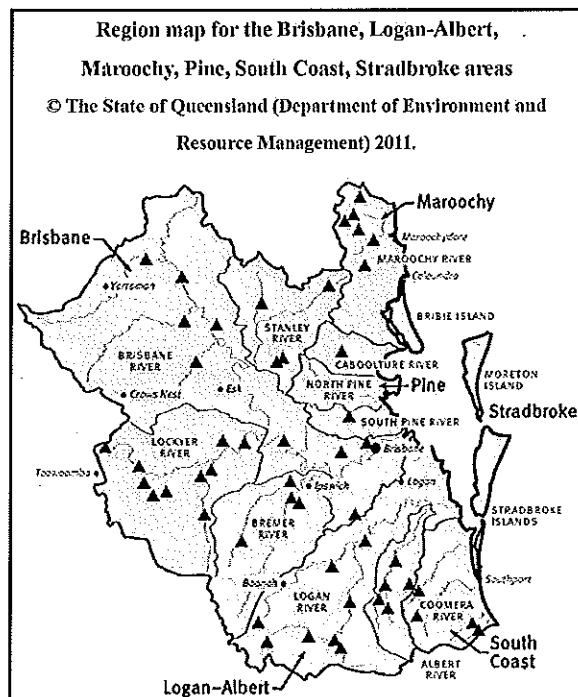 Region map for the Brisbane, Logan-Albert,
Maroochy, Pine, South Coast, Stradbroke areas
© The State of Queensland (Department of Environment and
Resource Management) 2011.
Maroochy
Brisbane
Maroochydore
MAROOCHY RIVER
Caloundra
Yarraman
BRIBIE ISLAND
STANLEY
RIVER
BRISBANE
RIVER
CABOOLTURE RIVER
MORETON
ISLAND
NORTH PINE
RIVER
Pine
Crows Nest
Esk
Stradbroke
SOUTH PINE RIVER
LOCKYER
RIVER
Brisbane
Toowoomba
Ipswich
Logan
STRADBROKE
ISLANDS
BREMER
RIVER
Boonah
Southport
LOGAN
RIVER
COOMERA
RIVER
South
Coast
ALBERT
RIVER
Logan-Albert